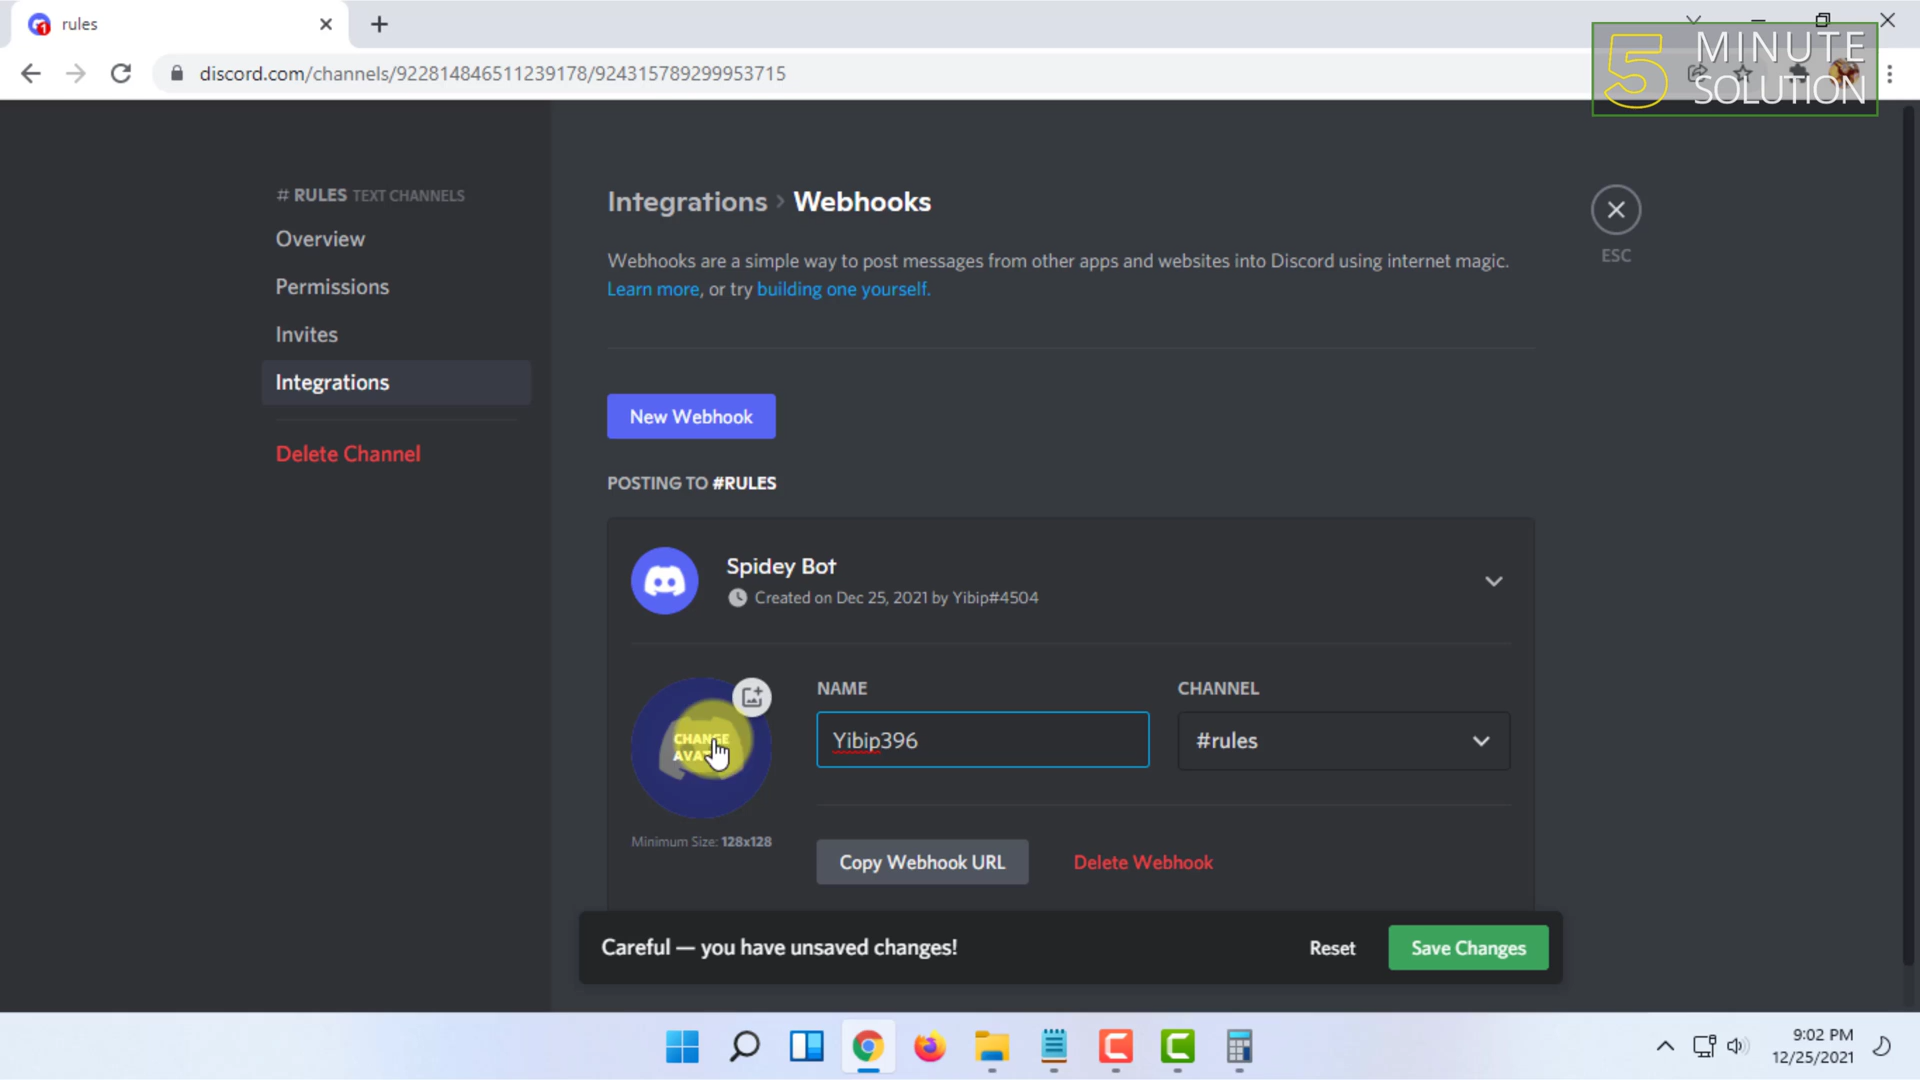 rules
discord.com/channels/922814846511239178/924315789299953715
5 MINUTE
SOLUTION
# RULES TEXT CHANNELS
Overview
Permissions
Invites
Integrations
Delete Channel
Integrations > Webhooks
Webhooks are a simple way to post messages from other apps and websites into Discord using internet magic.
Learn more, or try building one yourself.
ESC
New Webhook
POSTING TO #RULES
Spidey Bot
Created on Dec 25, 2021 by Yibip#4504
CHANGE
NAME
CHANNEL
Yibip396
#rules
Minimum Size: 128x128
Copy Webhook URL
Delete Webhook
Careful — you have unsaved changes!
Reset
Save Changes
9:02 PM
12/25/2021